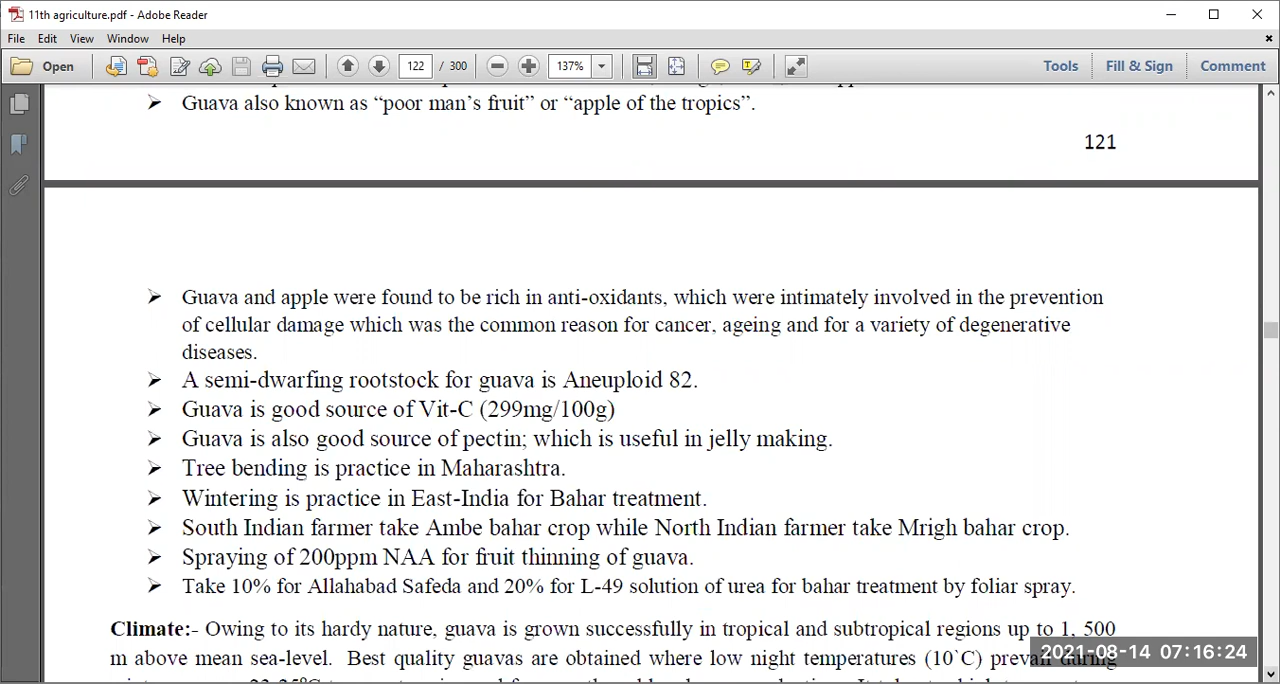 11th agriculture.pdf - Adobe Reader
File Edit View Window Help
Open 122 / 300 137% Tools Fill & Sign Comment
➤ Guava also known as “poor man’s fruit” or “apple of the tropics”.
121
➤ Guava and apple were found to be rich in anti-oxidants, which were intimately involved in the prevention
of cellular damage which was the common reason for cancer, ageing and for a variety of degenerative
diseases.
➤ A semi-dwarfing rootstock for guava is Aneuploid 82.
➤ Guava is good source of Vit-C (299mg/100g)
➤ Guava is also good source of pectin; which is useful in jelly making.
➤ Tree bending is practice in Maharashtra.
➤ Wintering is practice in East-India for Bahar treatment.
➤ South Indian farmer take Ambe bahar crop while North Indian farmer take Mrigh bahar crop.
➤ Spraying of 200ppm NAA for fruit thinning of guava.
➤ Take 10% for Allahabad Safeda and 20% for L-49 solution of urea for bahar treatment by foliar spray.
Climate:- Owing to its hardy nature, guava is grown successfully in tropical and subtropical regions up to 1, 500
m above mean sea-level. Best quality guavas are obtained where low night temperatures (10`C) prevail during
2021-08-14 07:16:24